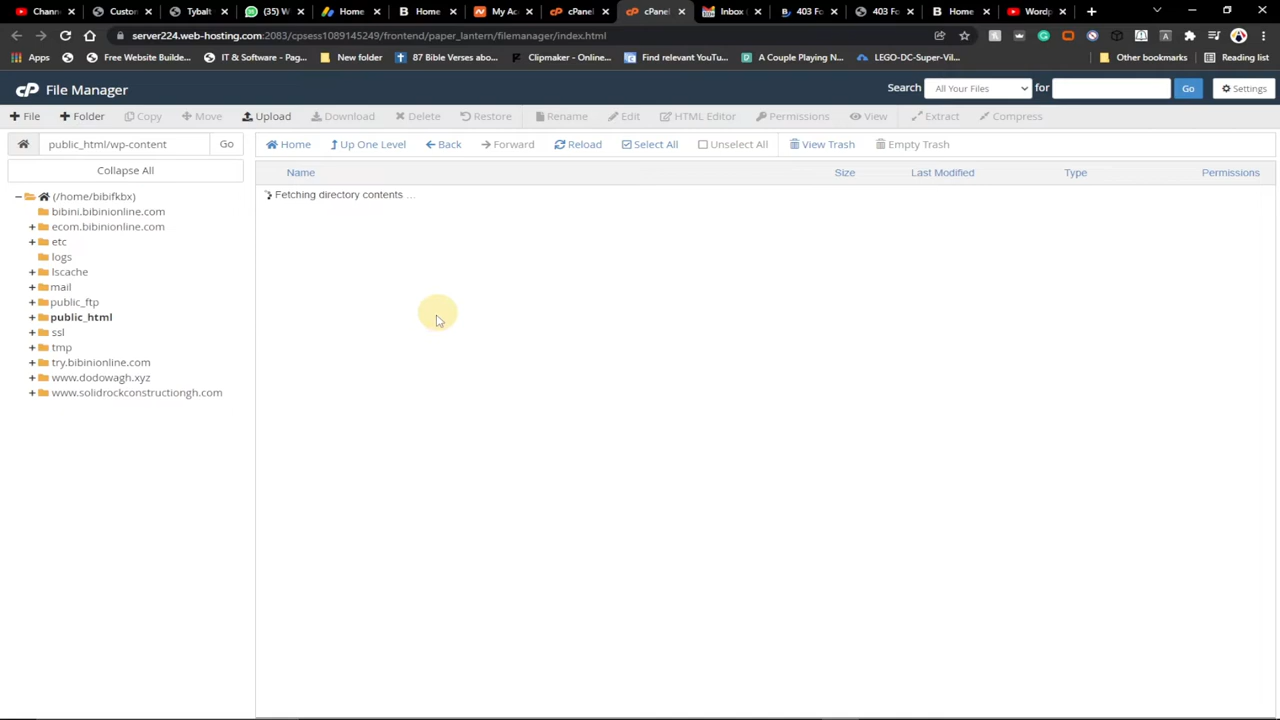 Chann
Custon
Tybalt
(35) W
Home
Home
My Ac
cPanel
cPanel
Inbox (
403 Fo
403 Fo
Home
Wordp
server224.web-hosting.com:2083/cpsess1089145249/frontend/paper_lantern/filemanager/index.html
Apps
Free Website Builde...
IT & Software - Pag...
New folder
87 Bible Verses abo...
Clipmaker - Online...
Find relevant YouTu...
A Couple Playing N...
LEGO-DC-Super-Vil...
Other bookmarks
Reading list
cP File Manager
Search
All Your Files
for
Go
Settings
+ File
+ Folder
Copy
Move
Upload
Download
Delete
Restore
Rename
Edit
HTML Editor
Permissions
View
Extract
Compress
public_html/wp-content
Go
Home
Up One Level
Back
Forward
Reload
Select All
Unselect All
View Trash
Empty Trash
Collapse All
Name
Size
Last Modified
Type
Permissions
Fetching directory contents ...
(/home/bibifkbx)
bibini.bibinionline.com
ecom.bibinionline.com
etc
logs
lscache
mail
public_ftp
public_html
ssl
tmp
try.bibinionline.com
www.dodowagh.xyz
www.solidrockconstructiongh.com